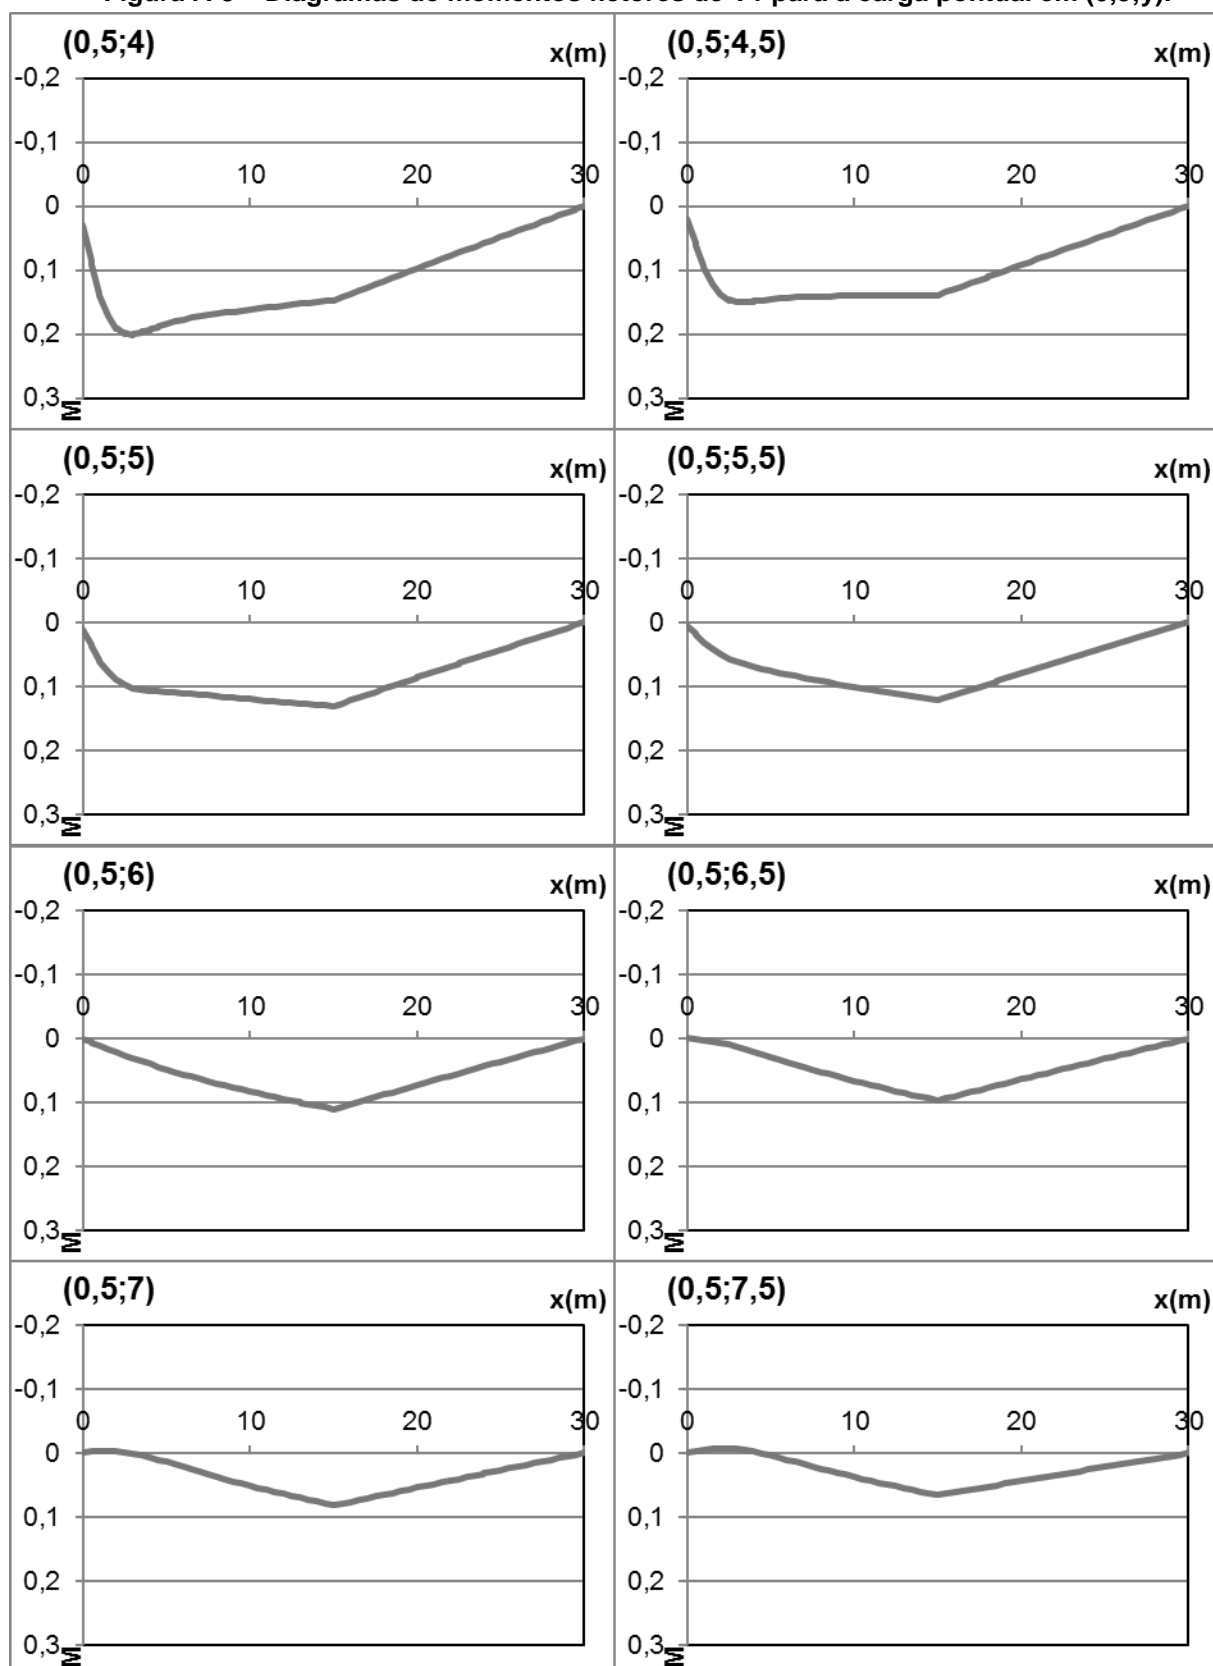 Diagramas de momentos fletores de para a carga pontual em (0,5;y).
(0,5;4) x(m) (0,5;4,5) x(m)
-0,2 -0,2
-0,1 -0,1
0 10 20 30 0 10 20 30
0 0
0,1 0,1
0,2 0,2
0,3 0,3
M M
(0,5;5) x(m) (0,5;5,5) x(m)
-0,2 -0,2
-0,1 -0,1
0 10 20 30 0 10 20 30
0 0
0,1 0,1
0,2 0,2
0,3 0,3
M M
(0,5;6) x(m) (0,5;6,5) x(m)
-0,2 -0,2
-0,1 -0,1
0 10 20 30 0 10 20 30
0 0
0,1 0,1
0,2 0,2
0,3 0,3
M M
(0,5;7) x(m) (0,5;7,5) x(m)
-0,2 -0,2
-0,1 -0,1
0 10 20 30 0 10 20 30
0 0
0,1 0,1
0,2 0,2
0,3 0,3
M M